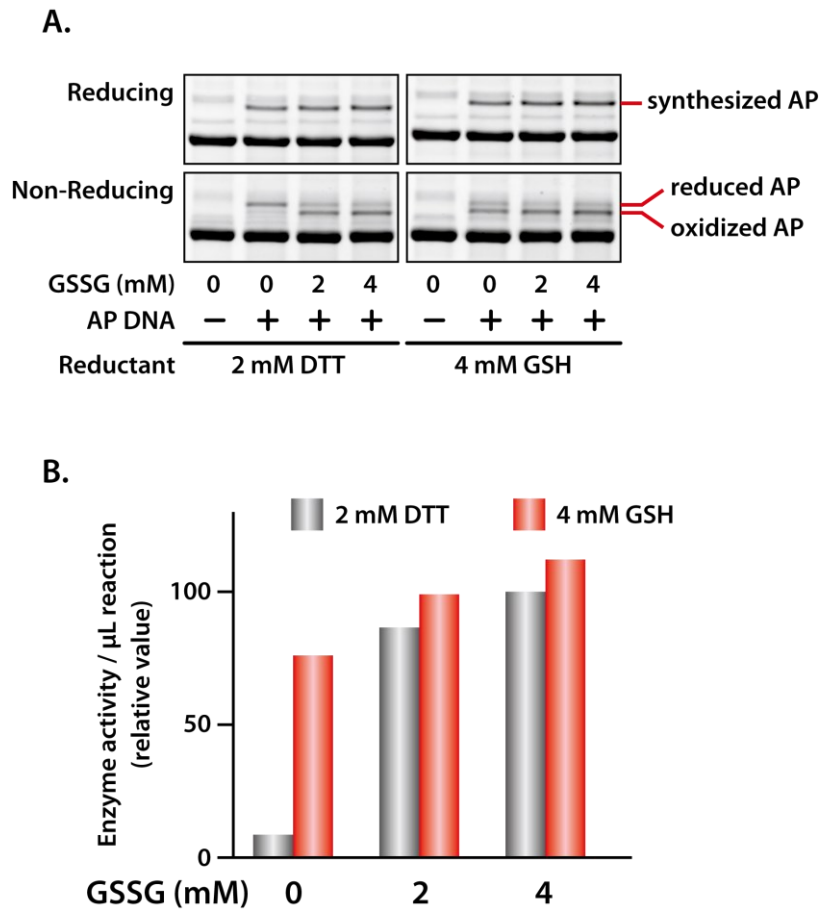 A.
Reducing
synthesized AP
Non-Reducing
reduced AP
oxidized AP
GSSG (mM) 0 0 2 4 0 0 2 4
AP DNA − + + + − + + +
Reductant 2 mM DTT 4 mM GSH
B.
2 mM DTT 4 mM GSH
Enzyme activity / µL reaction
(relative value)
100
50
0
GSSG (mM) 0 2 4